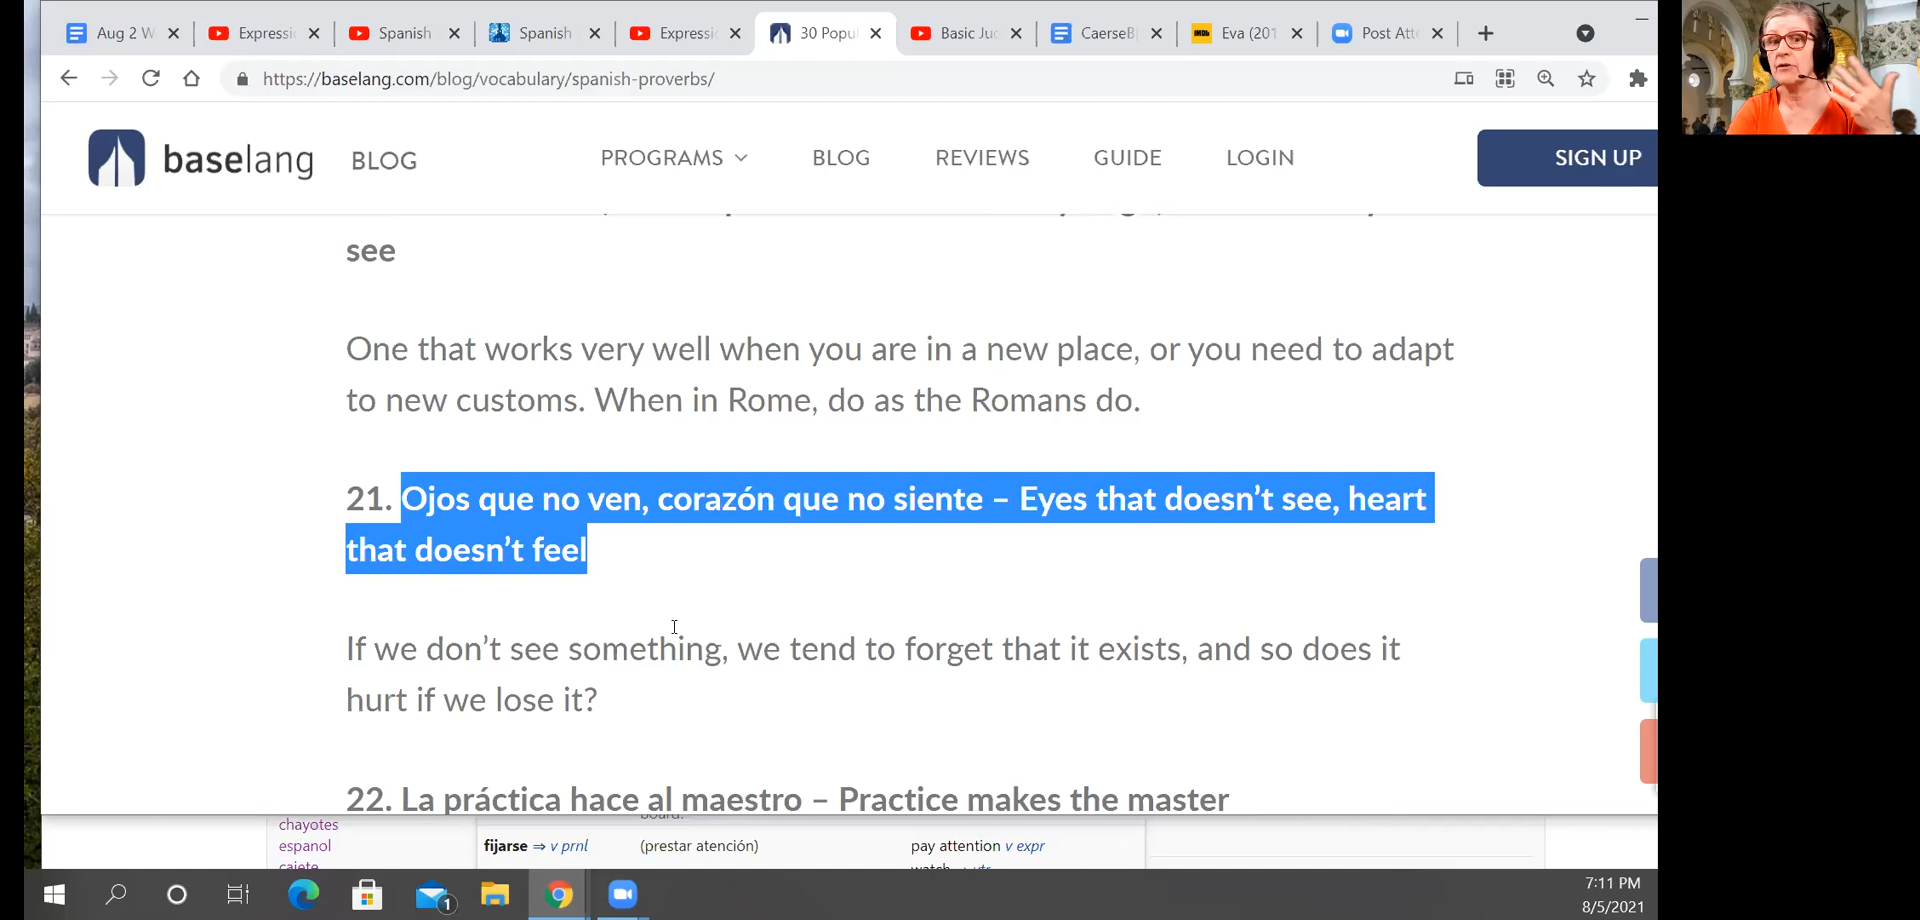 Aug 2 W
Expressi
Spanish
Spanish
Expressi
30 Popu
Basic Ju
CaerseB
Eva (201
Post Att
https://baselang.com/blog/vocabulary/spanish-proverbs/
baselang BLOG
PROGRAMS
BLOG
REVIEWS
GUIDE
LOGIN
SIGN UP
see
One that works very well when you are in a new place, or you need to adapt
to new customs. When in Rome, do as the Romans do.
21. Ojos que no ven, corazón que no siente – Eyes that doesn’t see, heart
that doesn’t feel
If we don’t see something, we tend to forget that it exists, and so does it
hurt if we lose it?
22. La práctica hace al maestro – Practice makes the master
chayotes
espanol
board.
fijarse ⇒ v prnl
(prestar atención)
pay attention v expr
1
7:11 PM
8/5/2021